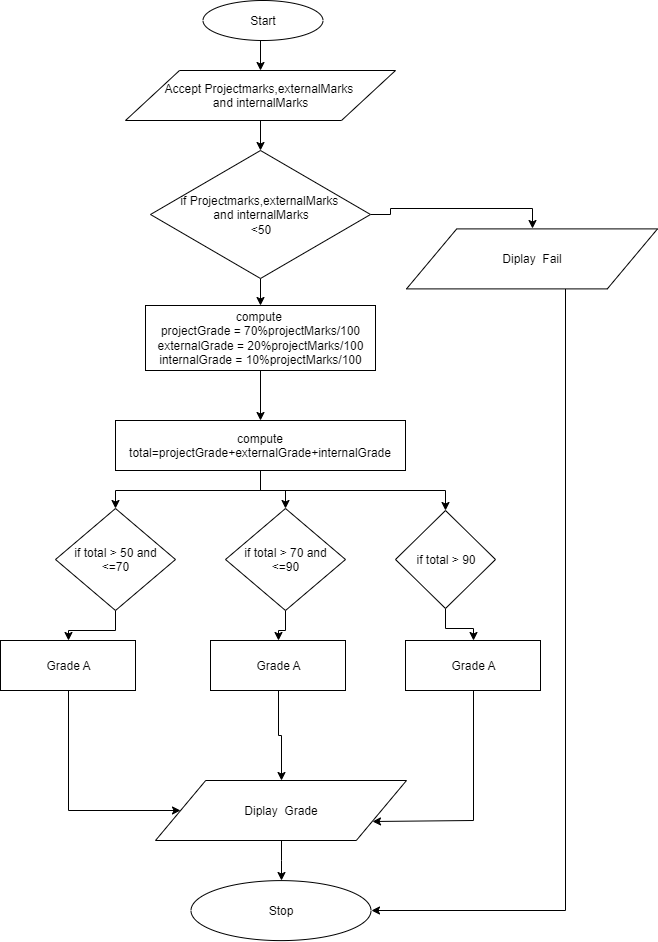 Start
Accept Projectmarks,externalMarks
and internalMarks
if Projectmarks,externalMarks
and internalMarks
<50
Diplay Fail
compute
projectGrade = 70%projectMarks/100
externalGrade = 20%projectMarks/100
internalGrade = 10%projectMarks/100
compute
total=projectGrade+externalGrade+internalGrade
if total > 50 and
<=70
if total > 70 and
<=90
if total > 90
Grade A
Grade A
Grade A
Diplay Grade
Stop